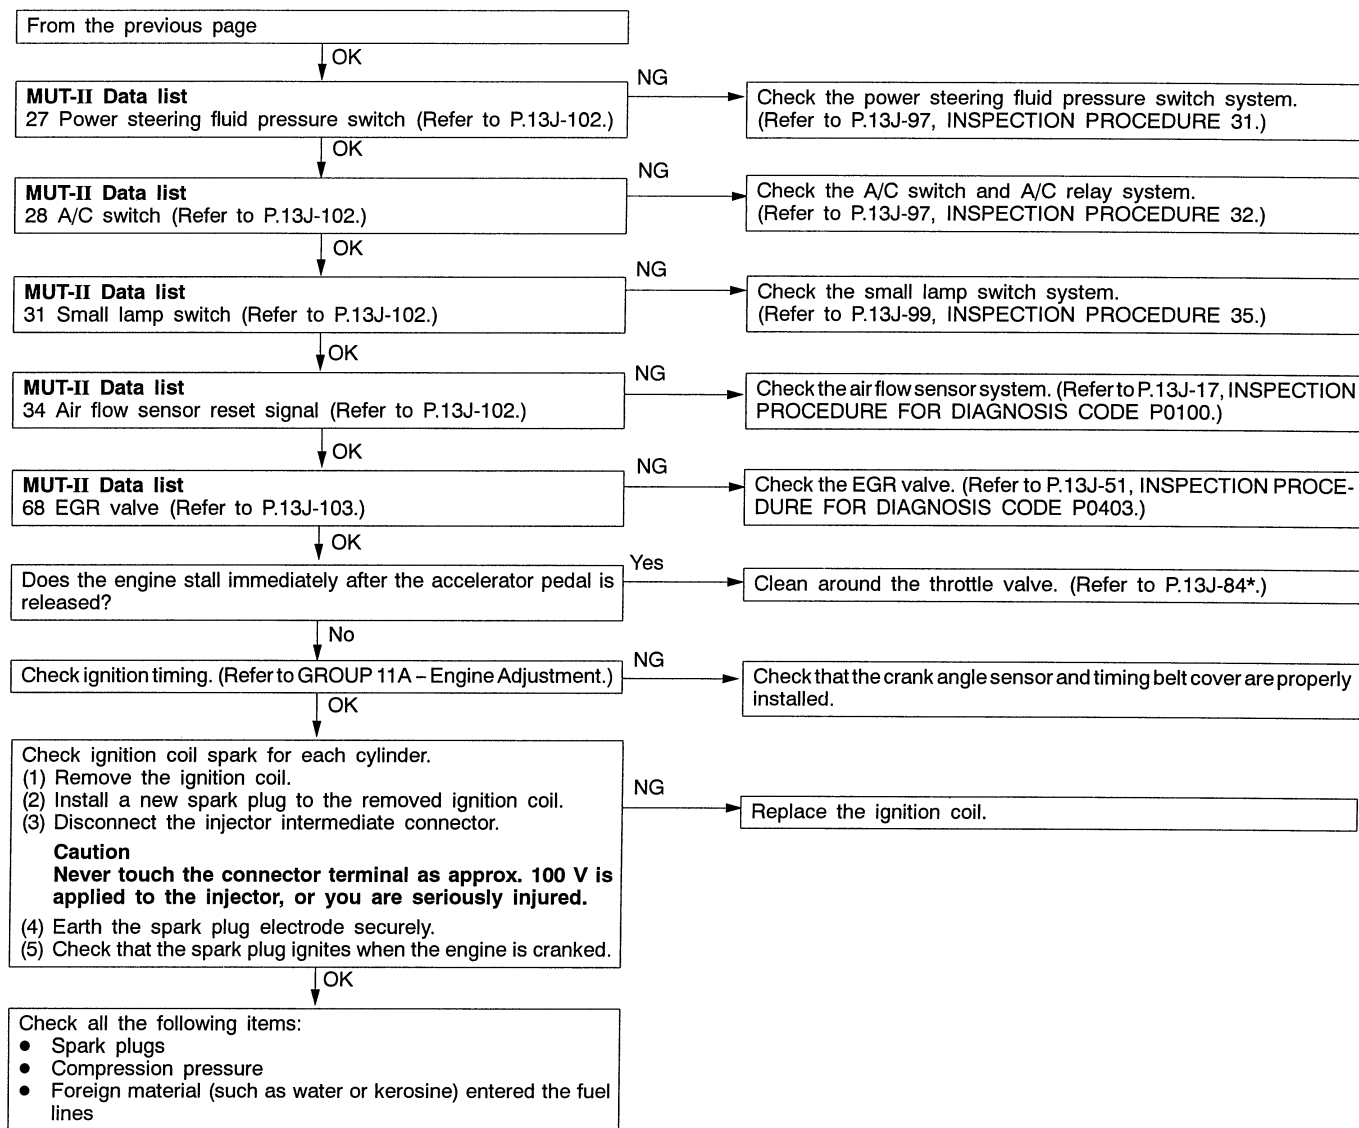 From the previous page
OK
MUT-II Data list
27 Power steering fluid pressure switch (Refer to P.13J-102.)
NG
Check the power steering fluid pressure switch system.
(Refer to P.13J-97, INSPECTION PROCEDURE 31.)
OK
MUT-II Data list
28 A/C switch (Refer to P.13J-102.)
NG
Check the A/C switch and A/C relay system.
(Refer to P.13J-97, INSPECTION PROCEDURE 32.)
OK
MUT-II Data list
31 Small lamp switch (Refer to P.13J-102.)
NG
Check the small lamp switch system.
(Refer to P.13J-99, INSPECTION PROCEDURE 35.)
OK
MUT-II Data list
34 Air flow sensor reset signal (Refer to P.13J-102.)
NG
Check the air flow sensor system. (Refer to P.13J-17, INSPECTION
PROCEDURE FOR DIAGNOSIS CODE P0100.)
OK
MUT-II Data list
68 EGR valve (Refer to P.13J-103.)
NG
Check the EGR valve. (Refer to P.13J-51, INSPECTION PROCE-
DURE FOR DIAGNOSIS CODE P0403.)
OK
Does the engine stall immediately after the accelerator pedal is
released?
Yes
Clean around the throttle valve. (Refer to P.13J-84*.)
No
Check ignition timing. (Refer to GROUP 11A – Engine Adjustment.)
NG
Check that the crank angle sensor and timing belt cover are properly
installed.
OK
Check ignition coil spark for each cylinder.
(1) Remove the ignition coil.
(2) Install a new spark plug to the removed ignition coil.
(3) Disconnect the injector intermediate connector.
Caution
Never touch the connector terminal as approx. 100 V is
applied to the injector, or you are seriously injured.
(4) Earth the spark plug electrode securely.
(5) Check that the spark plug ignites when the engine is cranked.
NG
Replace the ignition coil.
OK
Check all the following items:
● Spark plugs
● Compression pressure
● Foreign material (such as water or kerosine) entered the fuel
lines